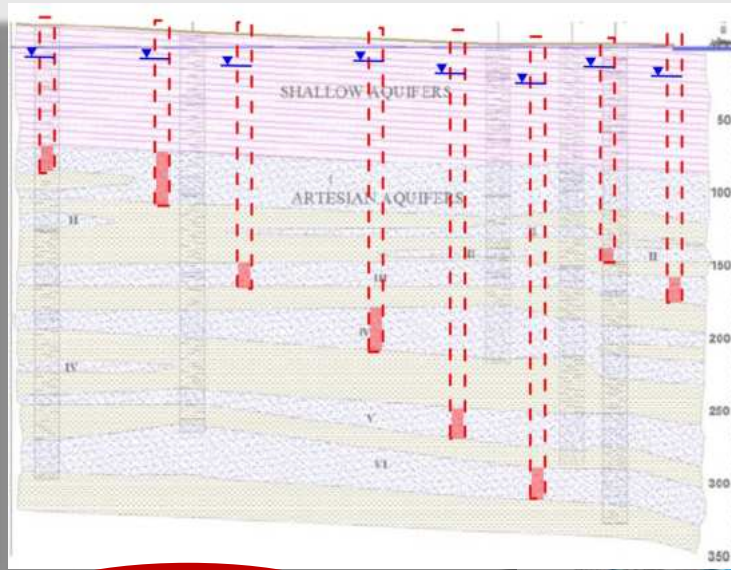 SHALLOW AQUIFERS
50
100
ARTESIAN AQUIFERS
II
I
II
II
150
III
200
IV
IV
250
V
VI
300
350